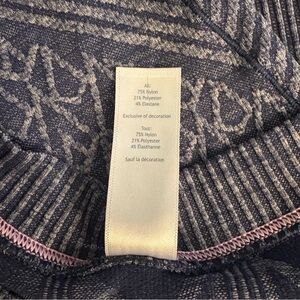 All:
75% Nylon
21% Polyester
4% Elastane
Exclusive of decoration
Tout:
75% Nylon
21% Polyester
4% Élasthanne
Sauf la décoration